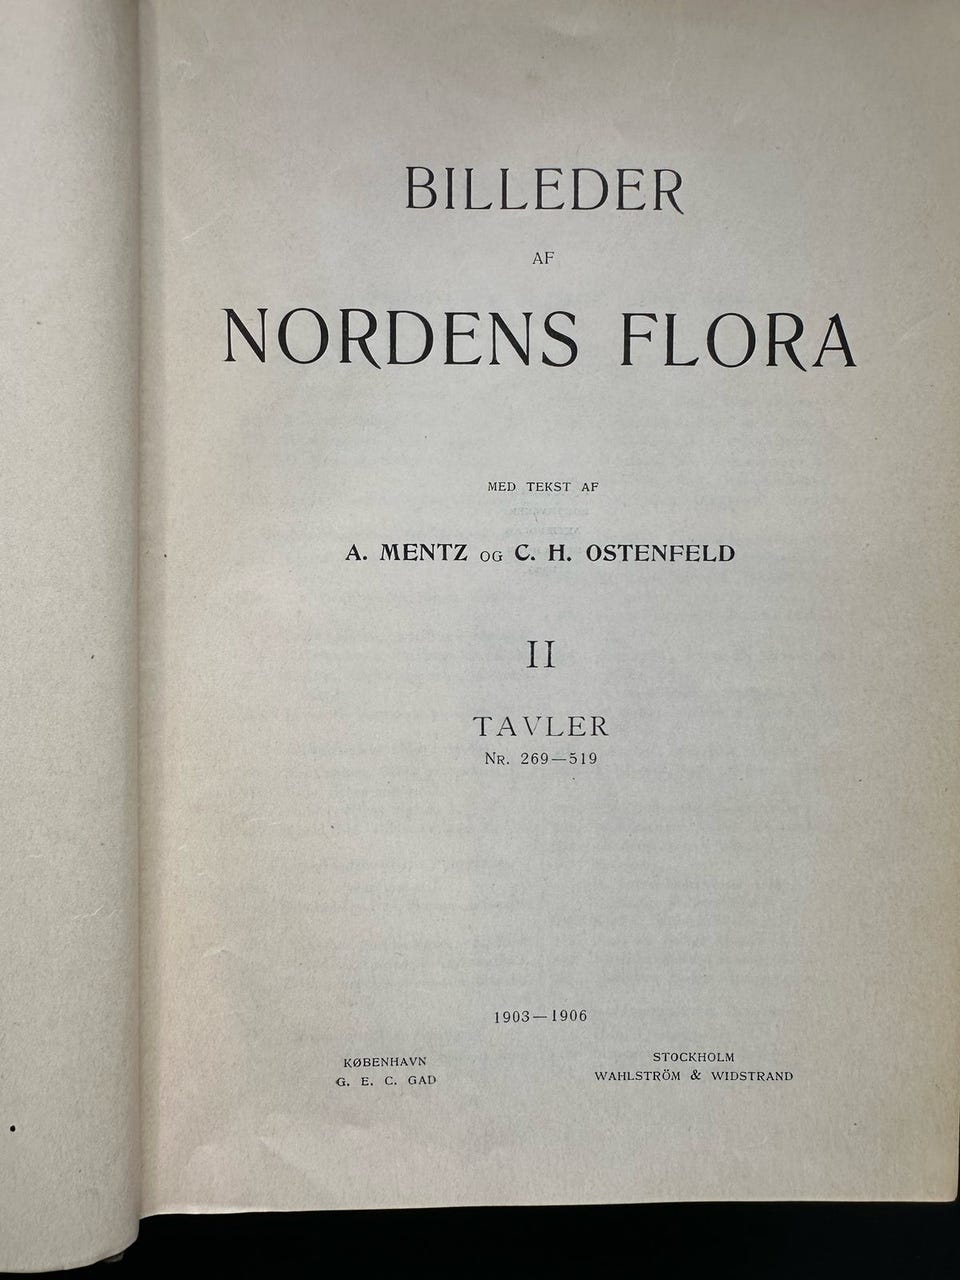 BILLEDER
AF
NORDENS FLORA
MED TEKST AF
A. MENTZ OG C. H. OSTENFELD
II
TAVLER
NR. 269—519
1903—1906
KØBENHAVN
G. E. C. GAD
STOCKHOLM
WAHLSTRÖM & WIDSTRAND